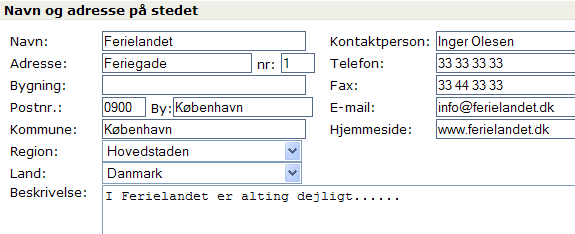 Navn og adresse på stedet
Navn: Ferielandet Kontaktperson: Inger Olesen
Adresse: Feriegade nr: 1 Telefon: 33 33 33 33
Bygning: Fax: 33 44 33 33
Postnr.: 0900 By: København E-mail: info@ferielandet.dk
Kommune: København Hjemmeside: www.ferielandet.dk
Region: Hovedstaden
Land: Danmark
Beskrivelse: I Ferielandet er alting dejligt......